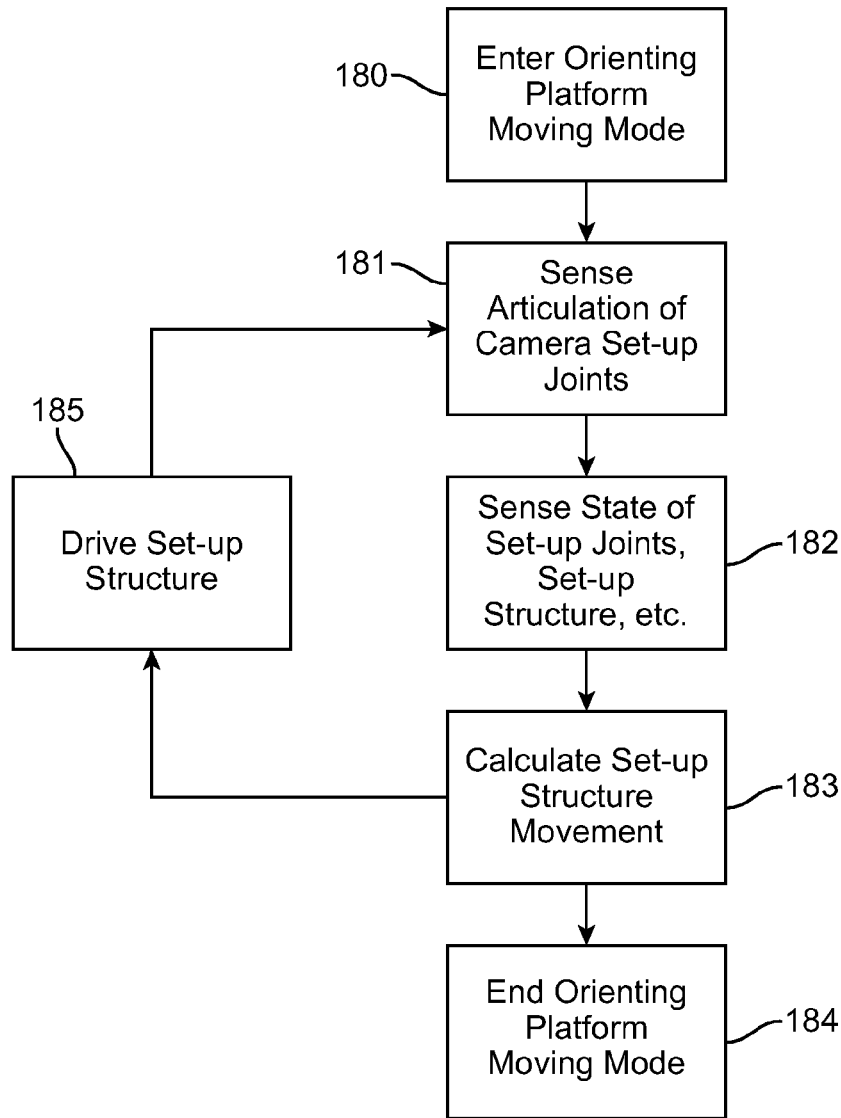 180
Enter Orienting
Platform
Moving Mode
181
Sense
Articulation of
Camera Set-up
Joints
185
Drive Set-up
Structure
Sense State of
Set-up Joints,
Set-up
Structure, etc.
182
Calculate Set-up
Structure
Movement
183
End Orienting
Platform
Moving Mode
184